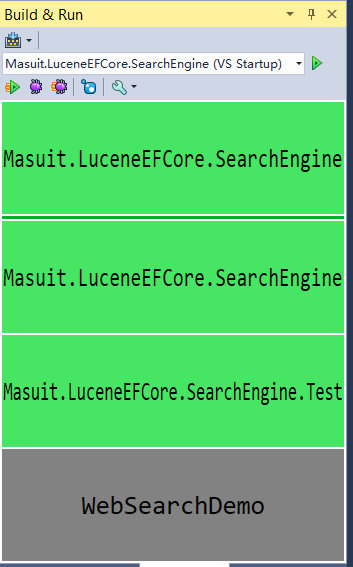 Build & Run
Masuit.LuceneEFCore.SearchEngine (VS Startup)
Masuit.LuceneEFCore.SearchEngine
Masuit.LuceneEFCore.SearchEngine
Masuit.LuceneEFCore.SearchEngine.Test
WebSearchDemo